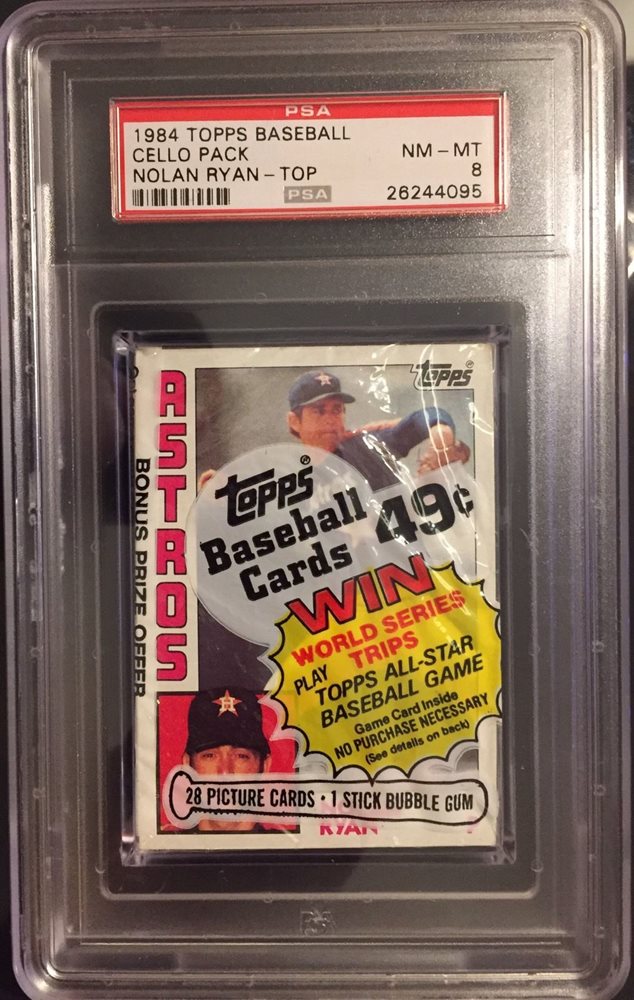 PSA
1984 TOPPS BASEBALL
CELLO PACK NM-MT
NOLAN RYAN-TOP 8
PSA 26244095
TOPPS
ASTROS
BONUS PRIZE OFFER
TOPPS
Baseball
Cards 49¢
WIN
WORLD SERIES
TRIPS
PLAY
TOPPS ALL-STAR
BASEBALL GAME
Game Card Inside
NO PURCHASE NECESSARY
(See details on back)
28 PICTURE CARDS • 1 STICK BUBBLE GUM
RYAN